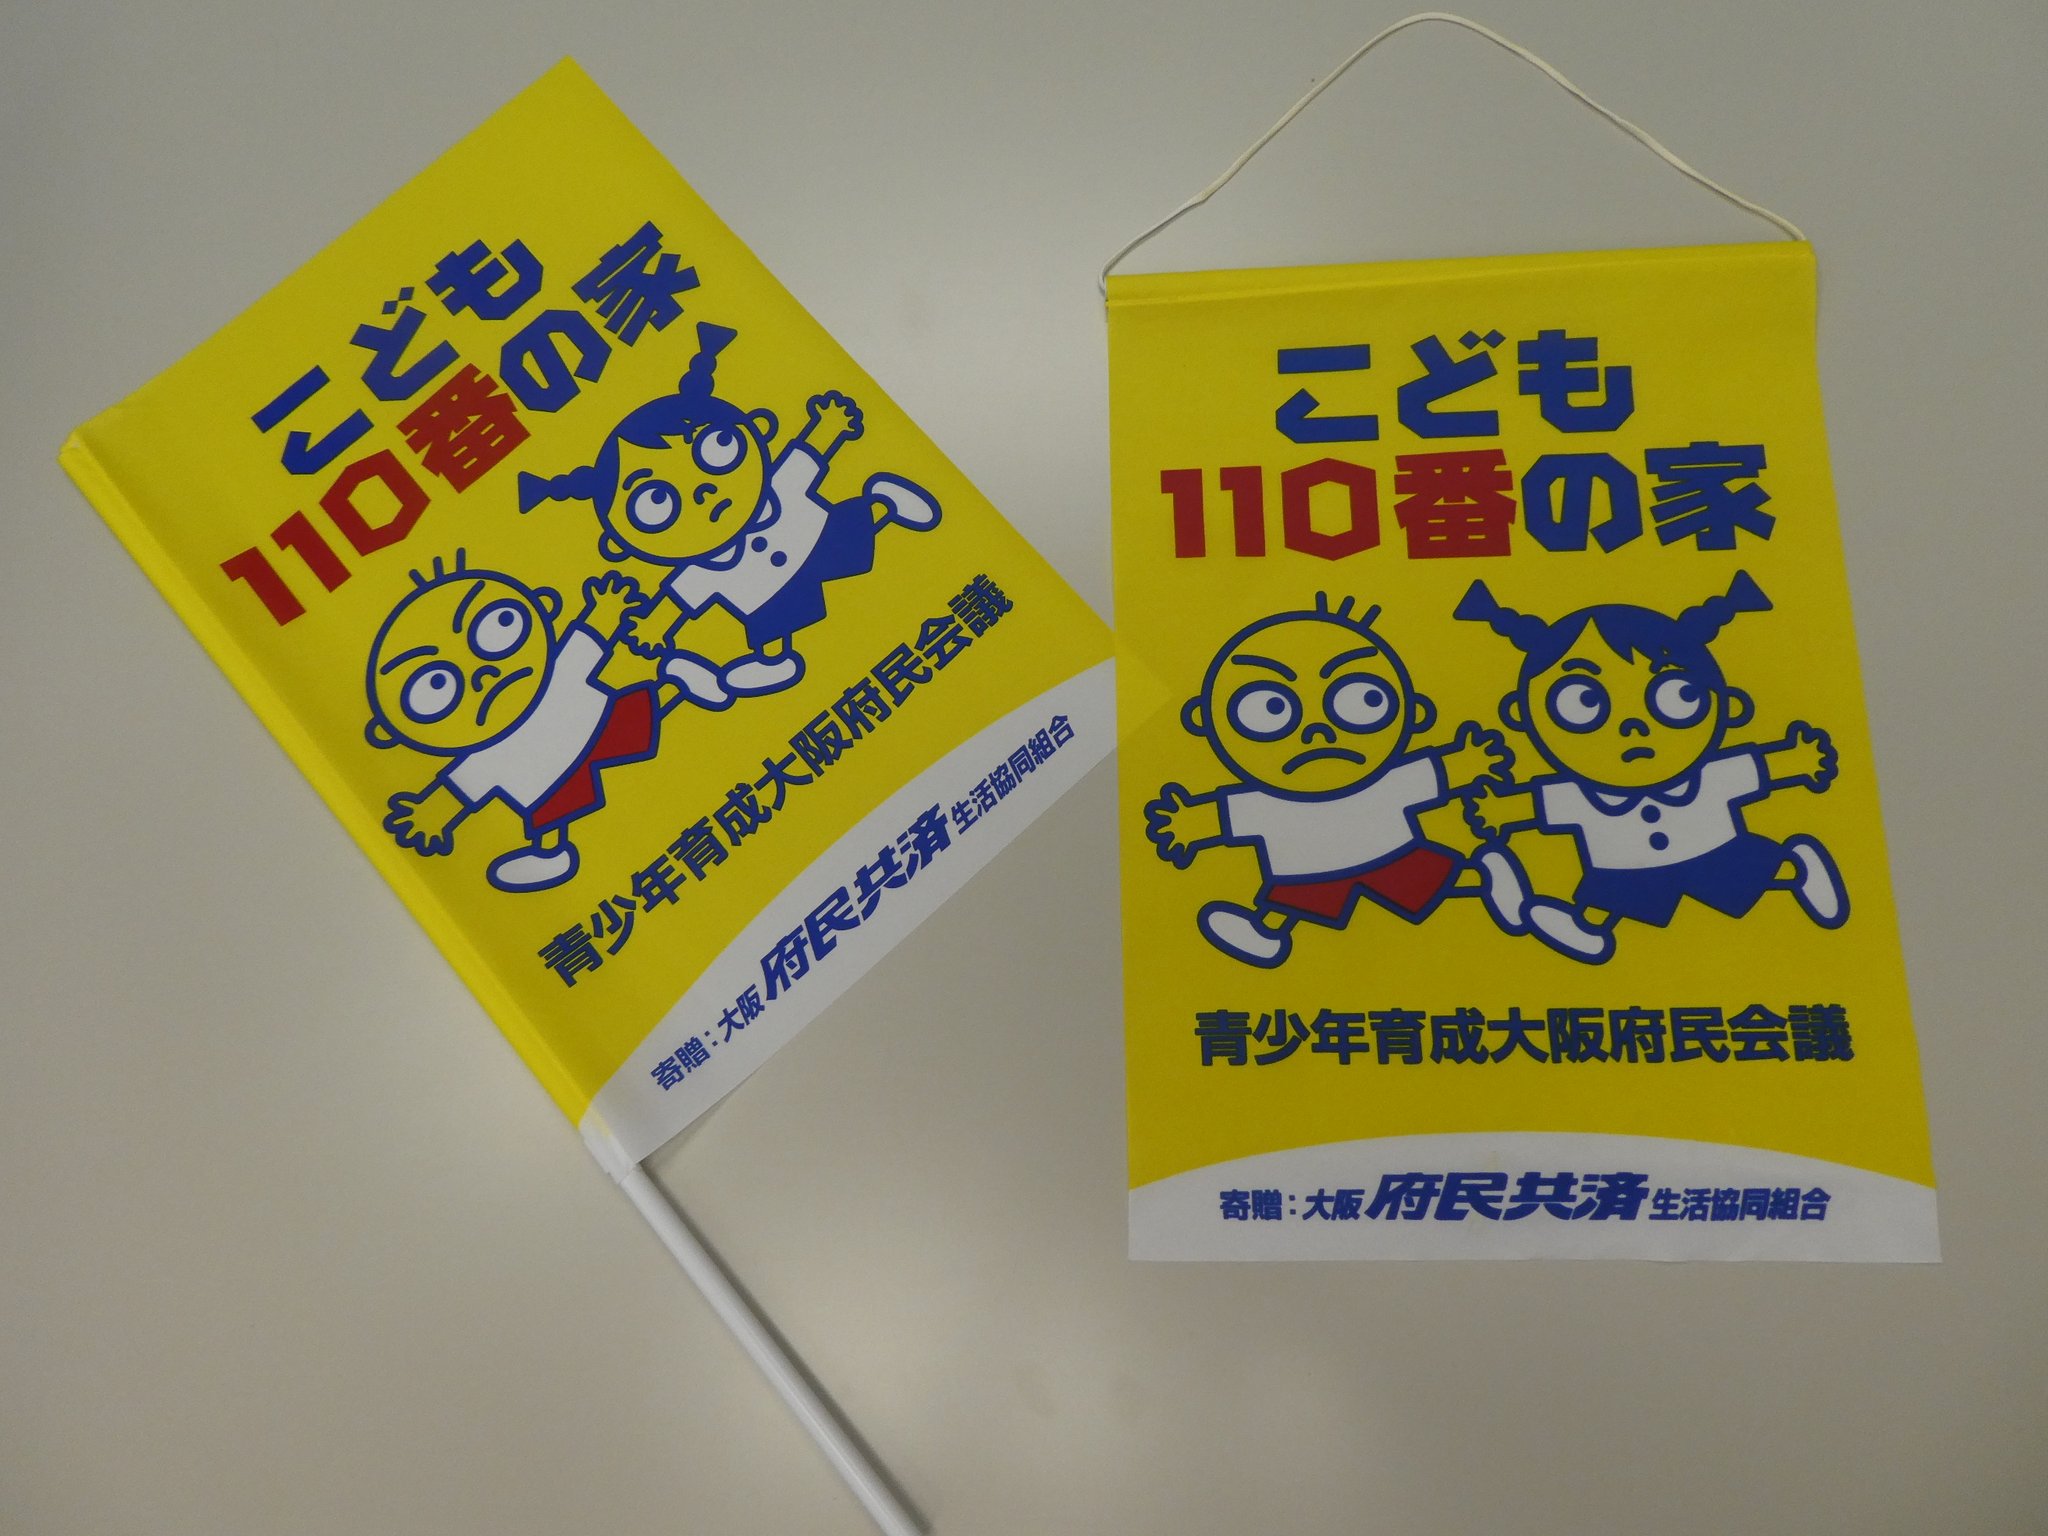 こども
110番の家
青少年育成大阪府民会議
寄贈:大阪府民共済生活協同組合
こども
110番の家
青少年育成大阪府民会議
寄贈:大阪府民共済生活協同組合